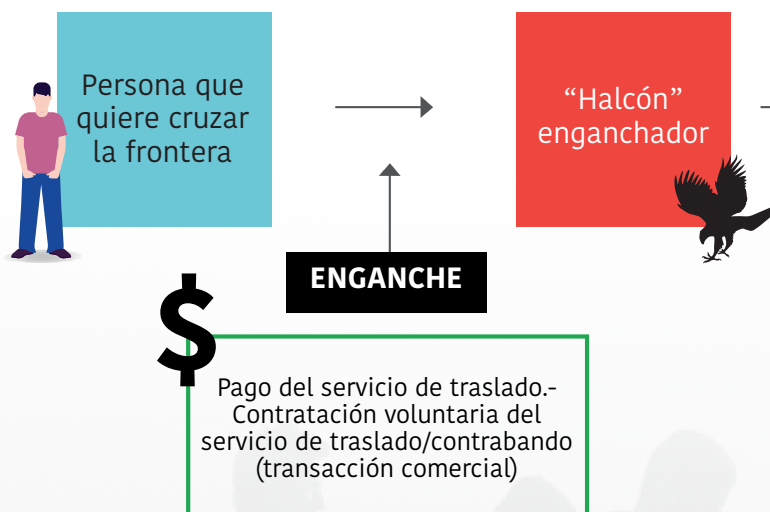 Persona que
quiere cruzar
la frontera
“Halcón”
enganchador
ENGANCHE
$
Pago del servicio de traslado.-
Contratación voluntaria del
servicio de traslado/contrabando
(transacción comercial)